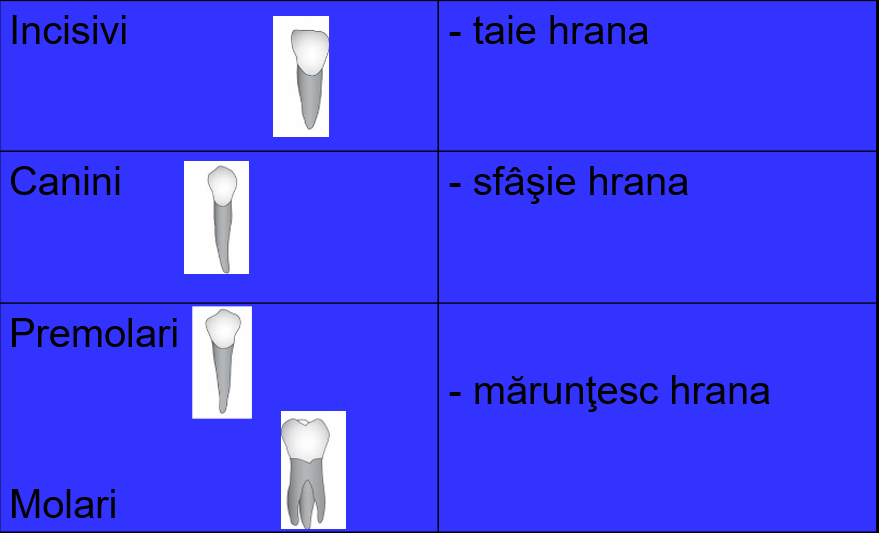 Incisivi
- taie hrana
Canini
- sfâşie hrana
Premolari
- mărunţesc hrana
Molari